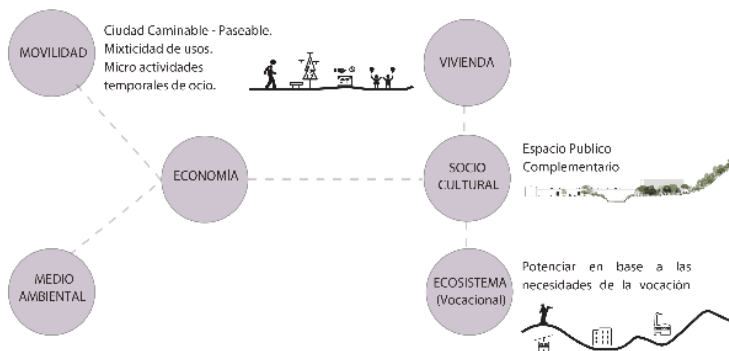 MOVILIDAD
Ciudad Caminable - Paseable.
Mixticidad de usos.
Micro actividades
temporales de ocio.
VIVIENDA
ECONOMÍA
SOCIO
CULTURAL
Espacio Publico
Complementario
MEDIO
AMBIENTAL
ECOSISTEMA
(Vocacional)
Potenciar en base a las
necesidades de la vocación